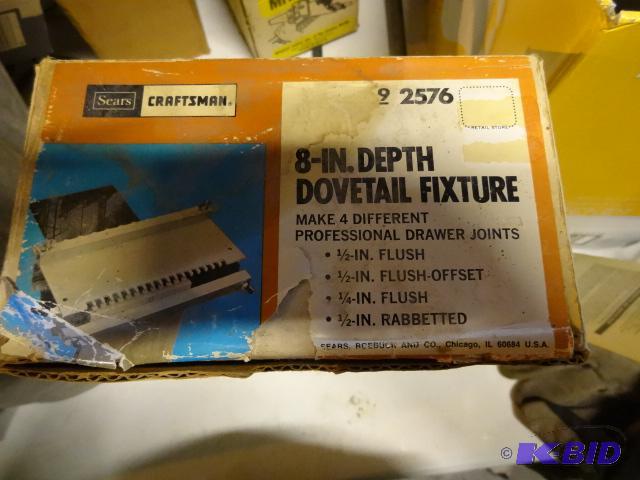 Sears CRAFTSMAN®
9 2576
RETAIL STORE
8-IN. DEPTH
DOVETAIL FIXTURE
MAKE 4 DIFFERENT
PROFESSIONAL DRAWER JOINTS
• ½-IN. FLUSH
• ½-IN. FLUSH-OFFSET
• ¼-IN. FLUSH
• ½-IN. RABBETTED
SEARS, ROEBUCK AND CO., Chicago, IL 60684 U.S.A.
© K-BID